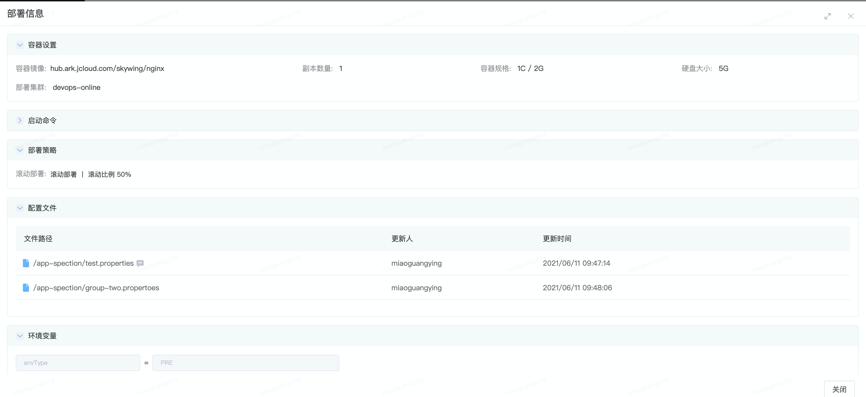 部署信息
容器设置
容器镜像: hub.ark.jcloud.com/skywing/nginx 副本数量: 1 容器规格: 1C / 2G 硬盘大小: 5G
部署集群: devops-online
启动命令
部署策略
滚动部署: 滚动部署 | 滚动比例 50%
配置文件
文件路径 更新人 更新时间
/app-spection/test.properties miaoguangying 2021/06/11 09:47:14
/app-spection/group-two.propertoes miaoguangying 2021/06/11 09:48:06
环境变量
envType = PRE
关闭